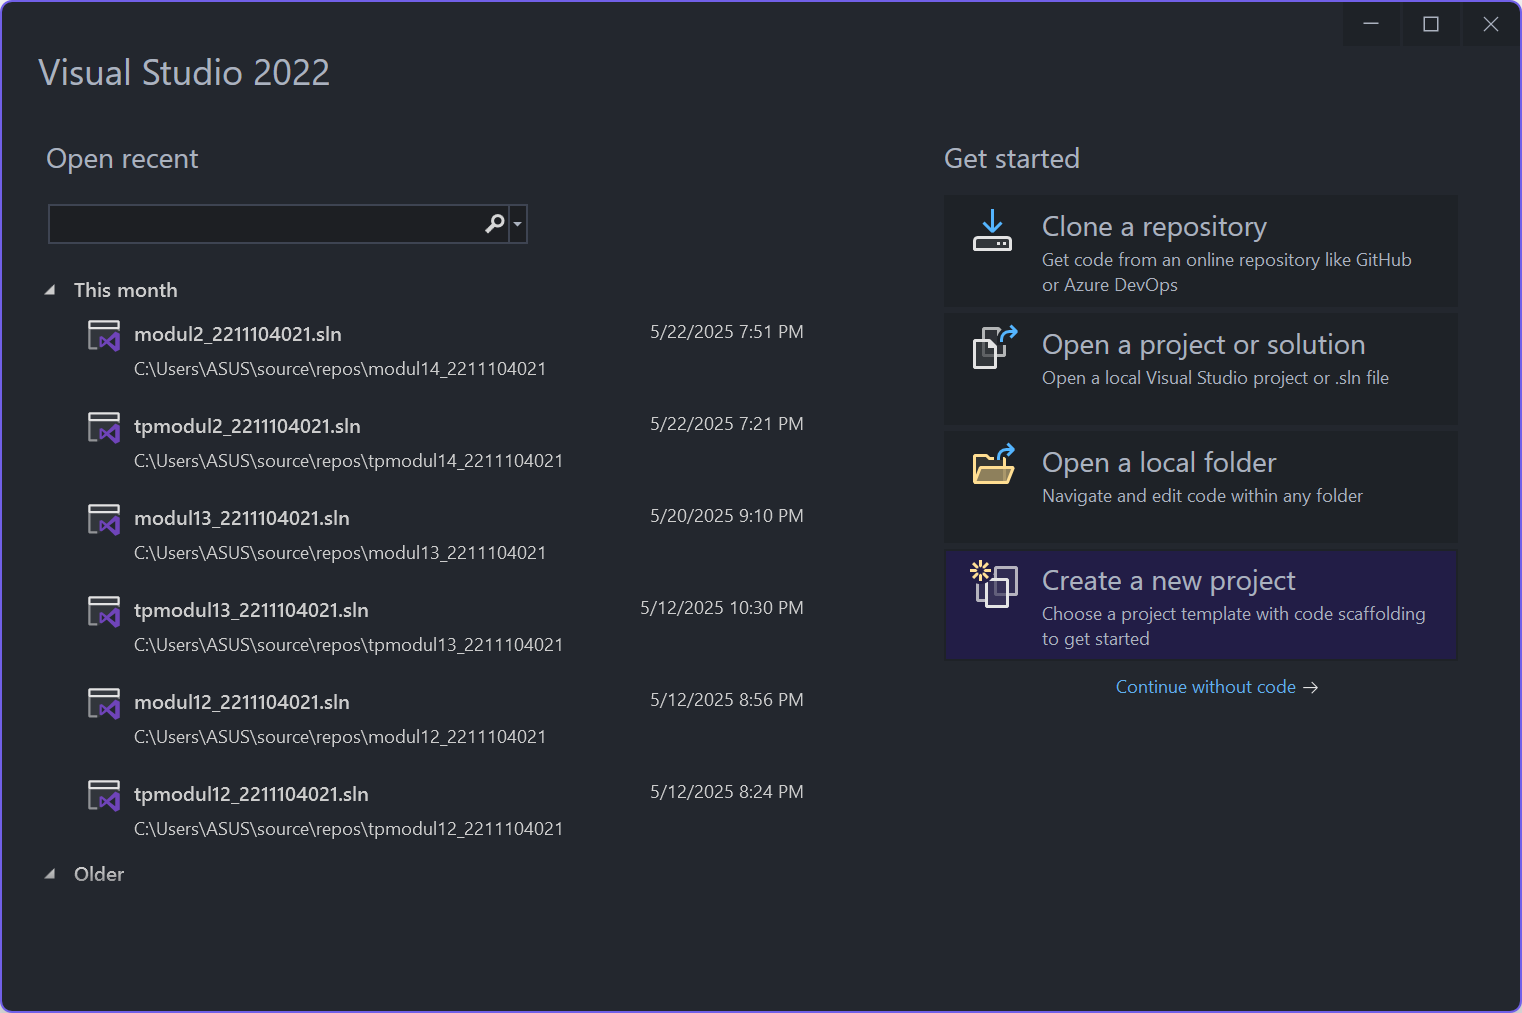 Visual Studio 2022
Open recent
This month
modul2_2211104021.sln
5/22/2025 7:51 PM
C:\Users\ASUS\source\repos\modul14_2211104021
tpmodul2_2211104021.sln
5/22/2025 7:21 PM
C:\Users\ASUS\source\repos\tpmodul14_2211104021
modul13_2211104021.sln
5/20/2025 9:10 PM
C:\Users\ASUS\source\repos\modul13_2211104021
tpmodul13_2211104021.sln
5/12/2025 10:30 PM
C:\Users\ASUS\source\repos\tpmodul13_2211104021
modul12_2211104021.sln
5/12/2025 8:56 PM
C:\Users\ASUS\source\repos\modul12_2211104021
tpmodul12_2211104021.sln
5/12/2025 8:24 PM
C:\Users\ASUS\source\repos\tpmodul12_2211104021
Older
Get started
Clone a repository
Get code from an online repository like GitHub
or Azure DevOps
Open a project or solution
Open a local Visual Studio project or .sln file
Open a local folder
Navigate and edit code within any folder
Create a new project
Choose a project template with code scaffolding
to get started
Continue without code →